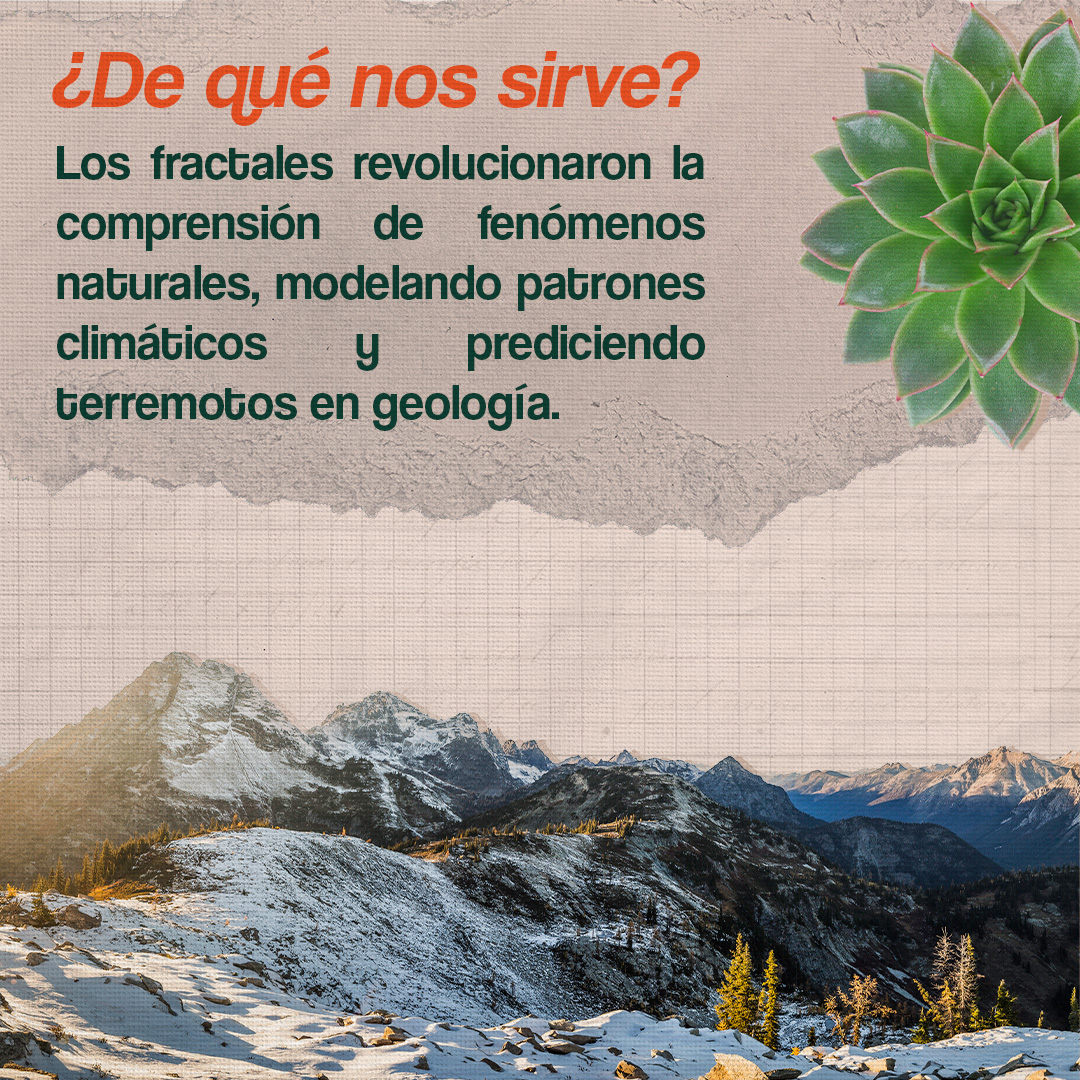 ¿De qué nos sirve?
Los fractales revolucionaron la
comprensión de fenómenos
naturales, modelando patrones
climáticos y prediciendo
terremotos en geología.